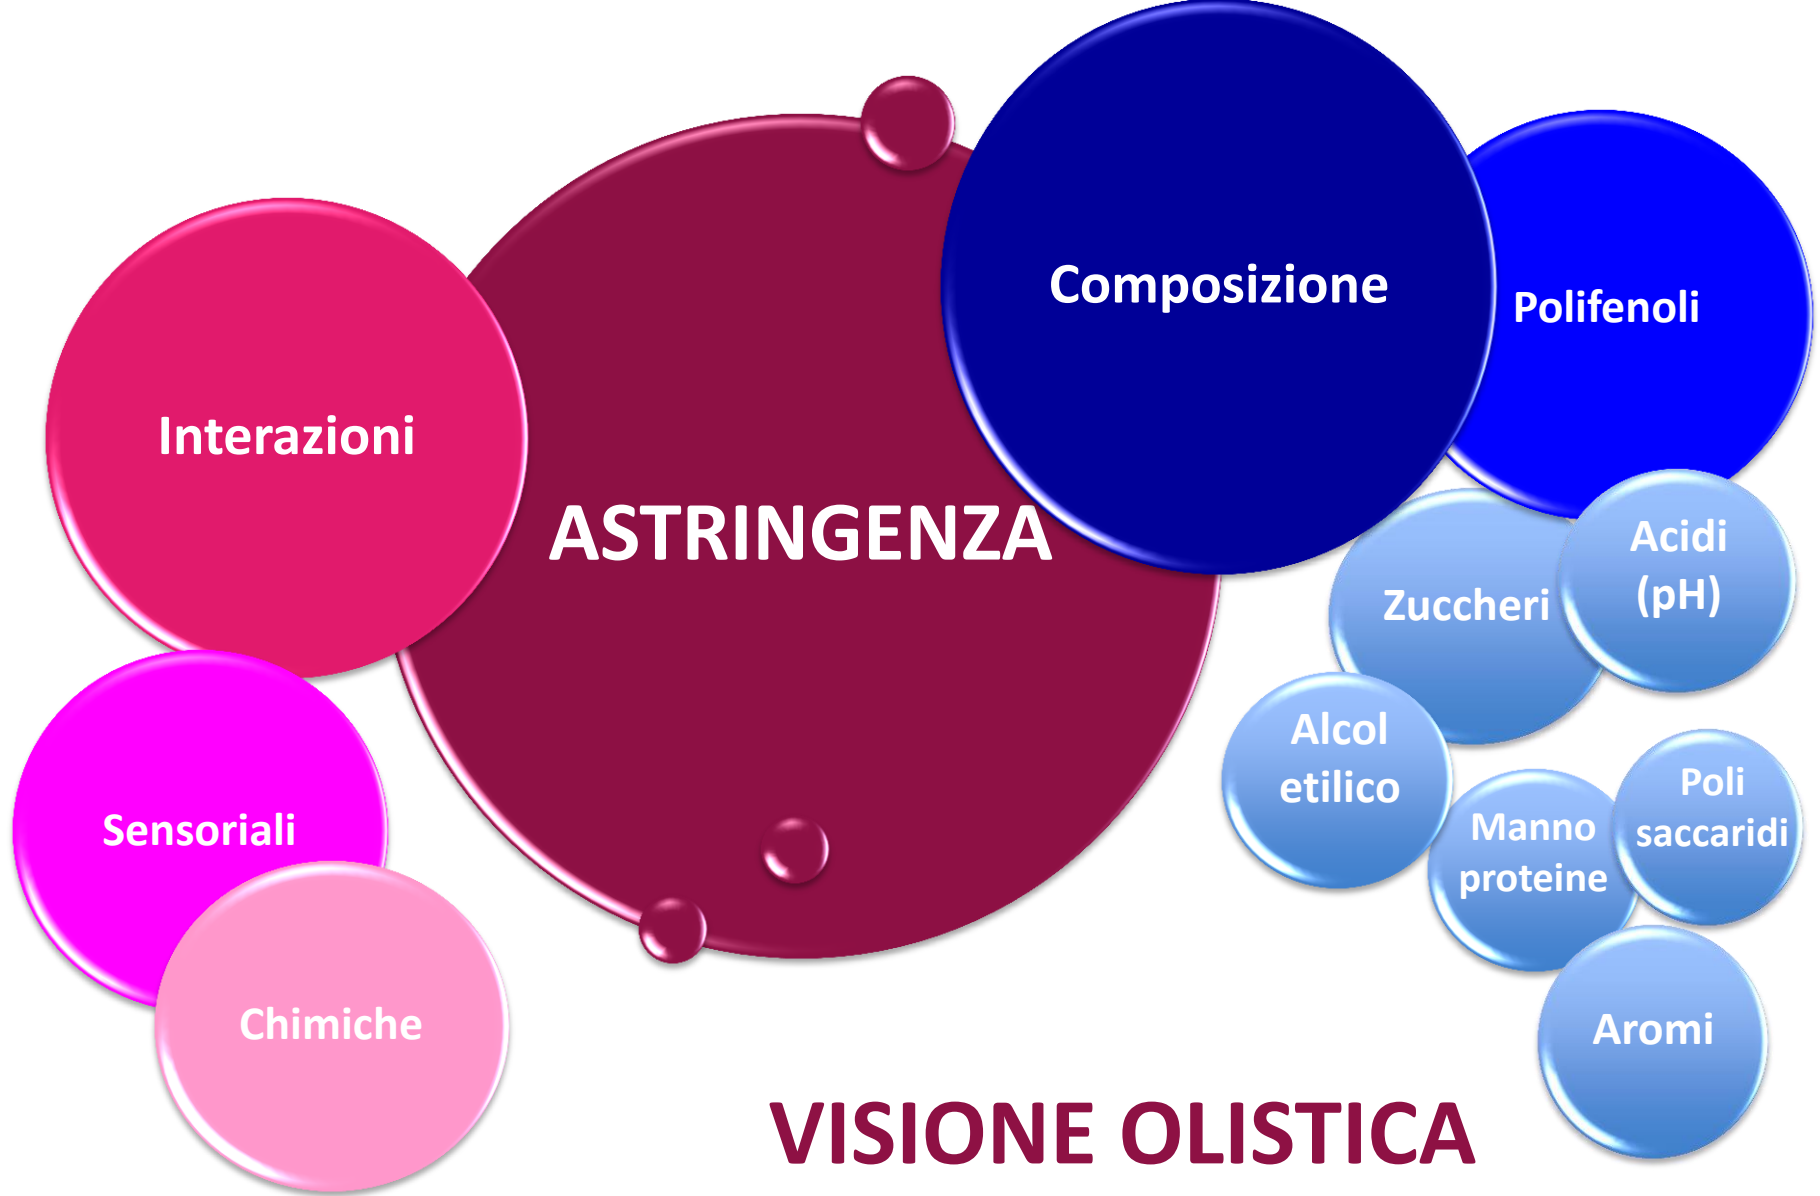 Composizione
Polifenoli
Interazioni
ASTRINGENZA
Acidi
(pH)
Zuccheri
Alcol
etilico
Poli
saccaridi
Manno
proteine
Sensoriali
Chimiche
Aromi
VISIONE OLISTICA